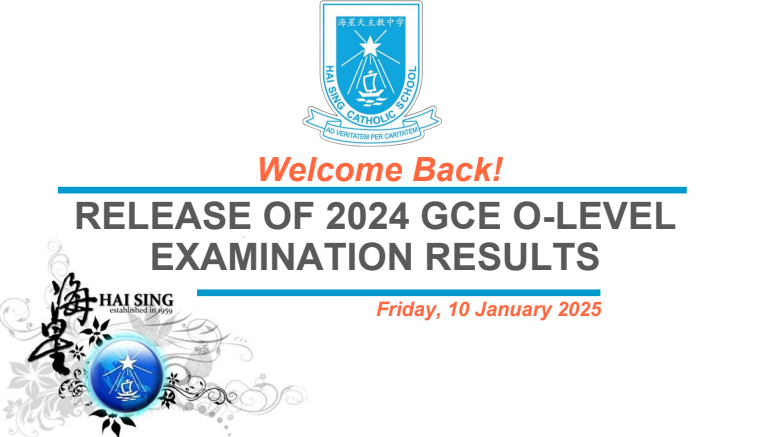 海星天主教中学
HAI SING CATHOLIC SCHOOL
AD VERITATEM PER CARITATEM
Welcome Back!
RELEASE OF 2024 GCE O-LEVEL
EXAMINATION RESULTS
Friday, 10 January 2025
海星
HAI SING
established in 1959